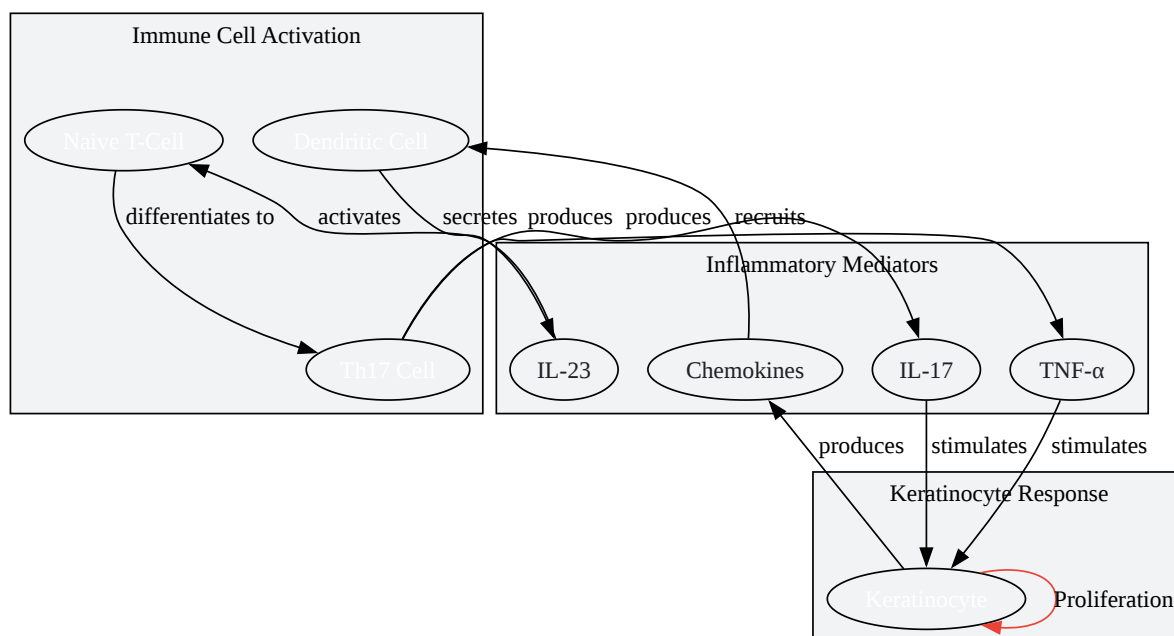 Immune Cell Activation
Naive T-Cell
Dendritic Cell
differentiates to
activates
secretes
produces
produces
recruits
Inflammatory Mediators
Th17 Cell
IL-23
Chemokines
IL-17
TNF-α
produces
stimulates
stimulates
Keratinocyte Response
Keratinocyte
Proliferation